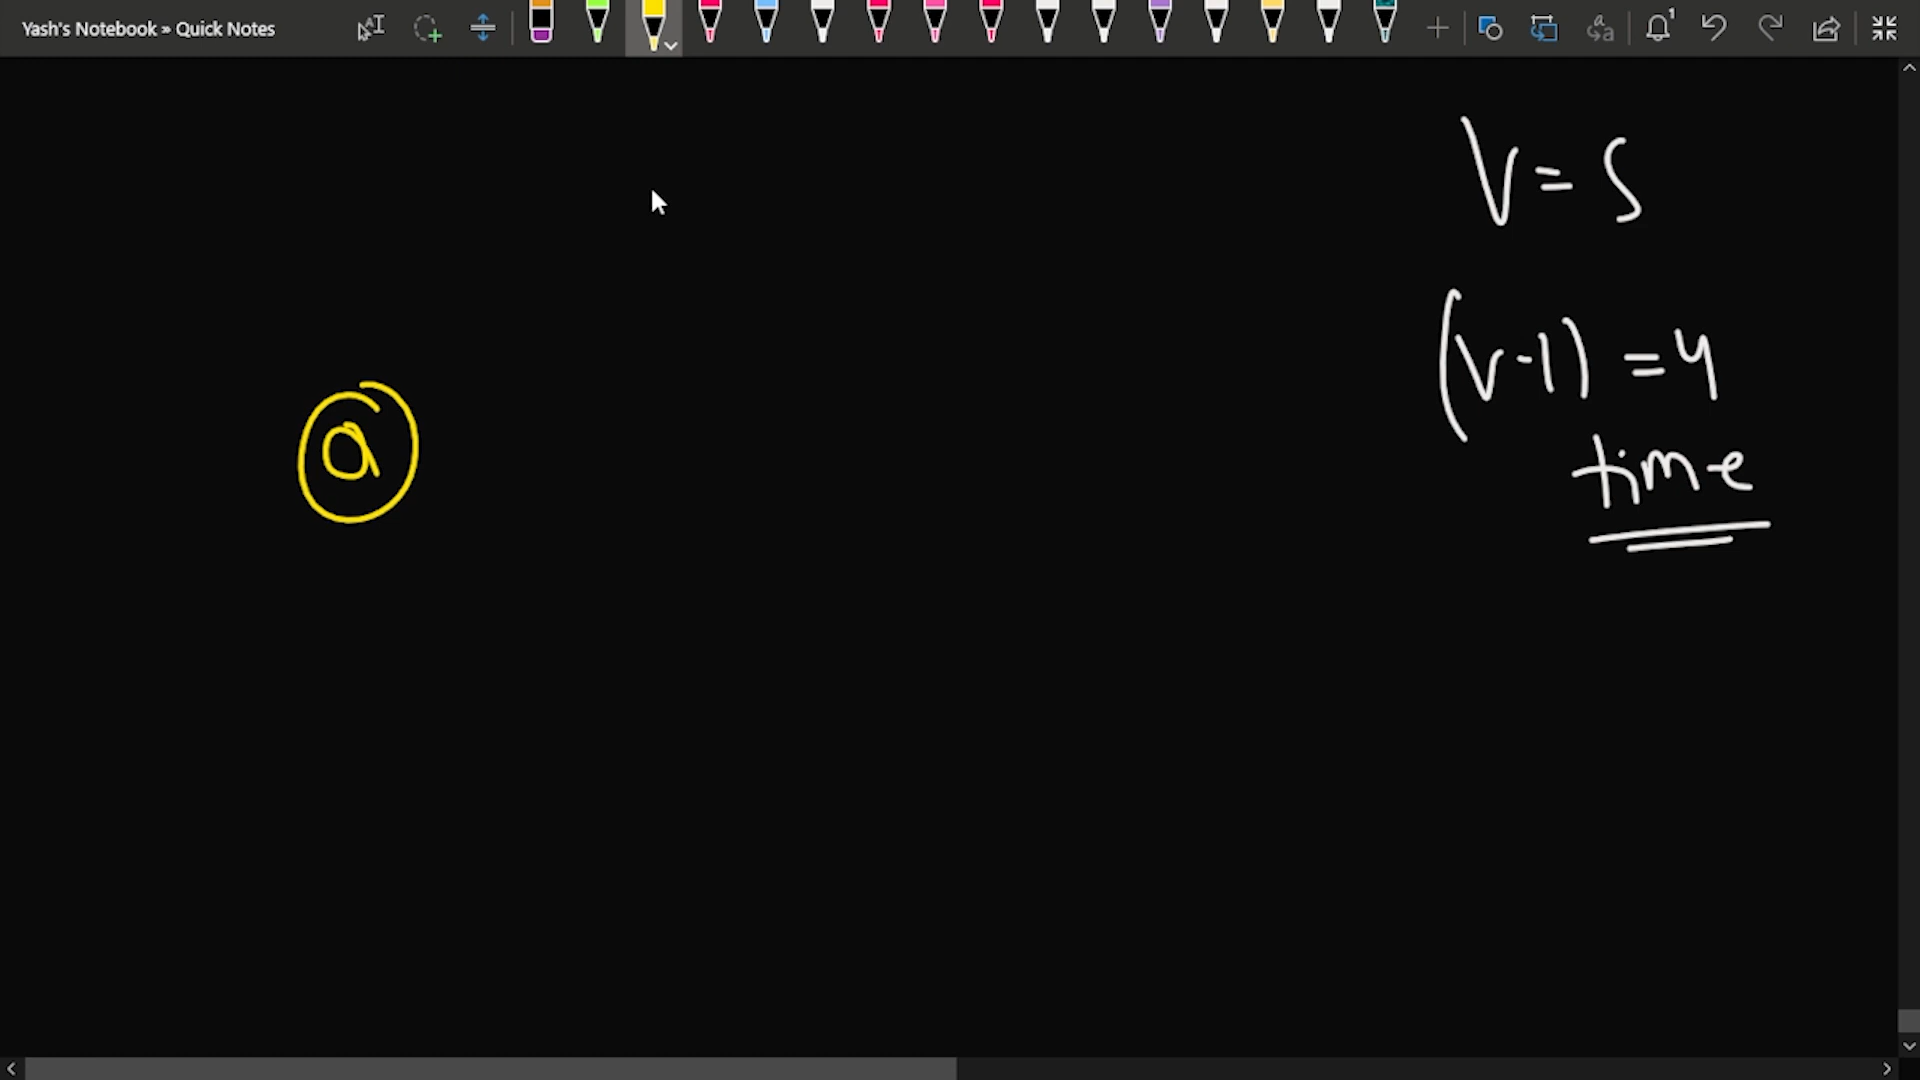 Yash's Notebook » Quick Notes
V = 5
(V-1) = 4
time
a